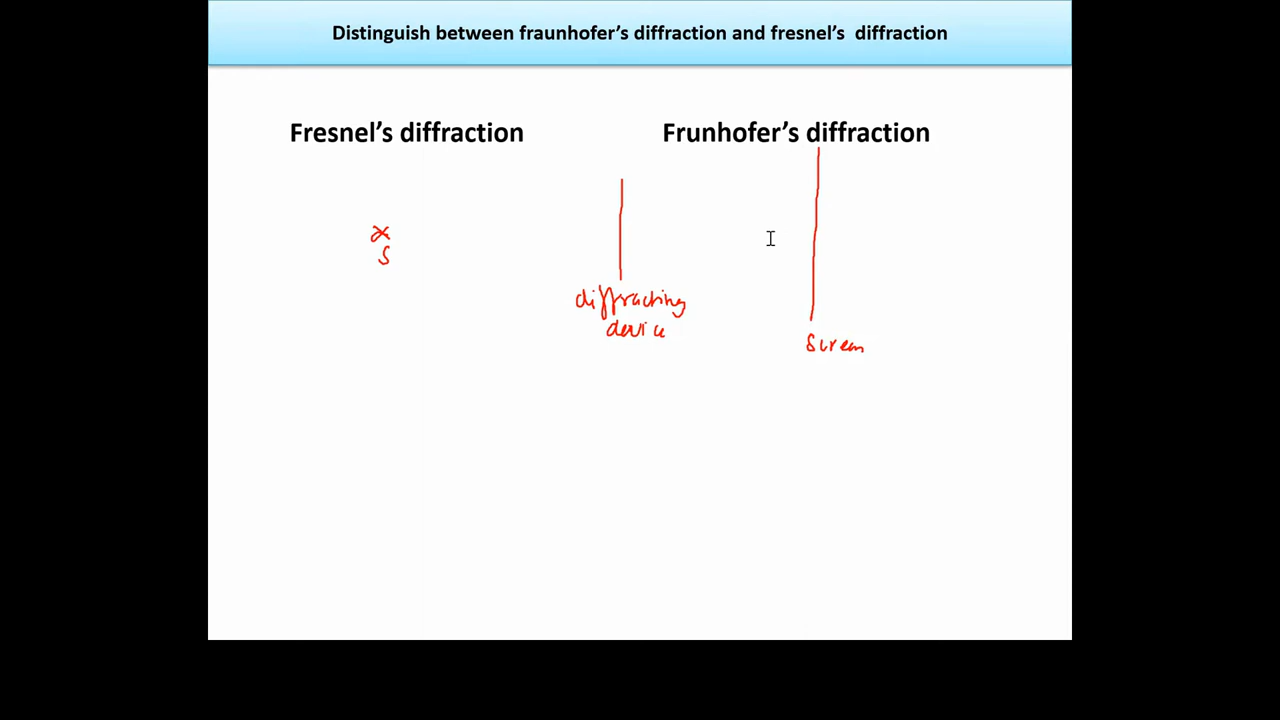 Distinguish between fraunhofer's diffraction and fresnel's diffraction
Fresnel's diffraction
Frunhofer's diffraction
S
diffracting
device
Screen